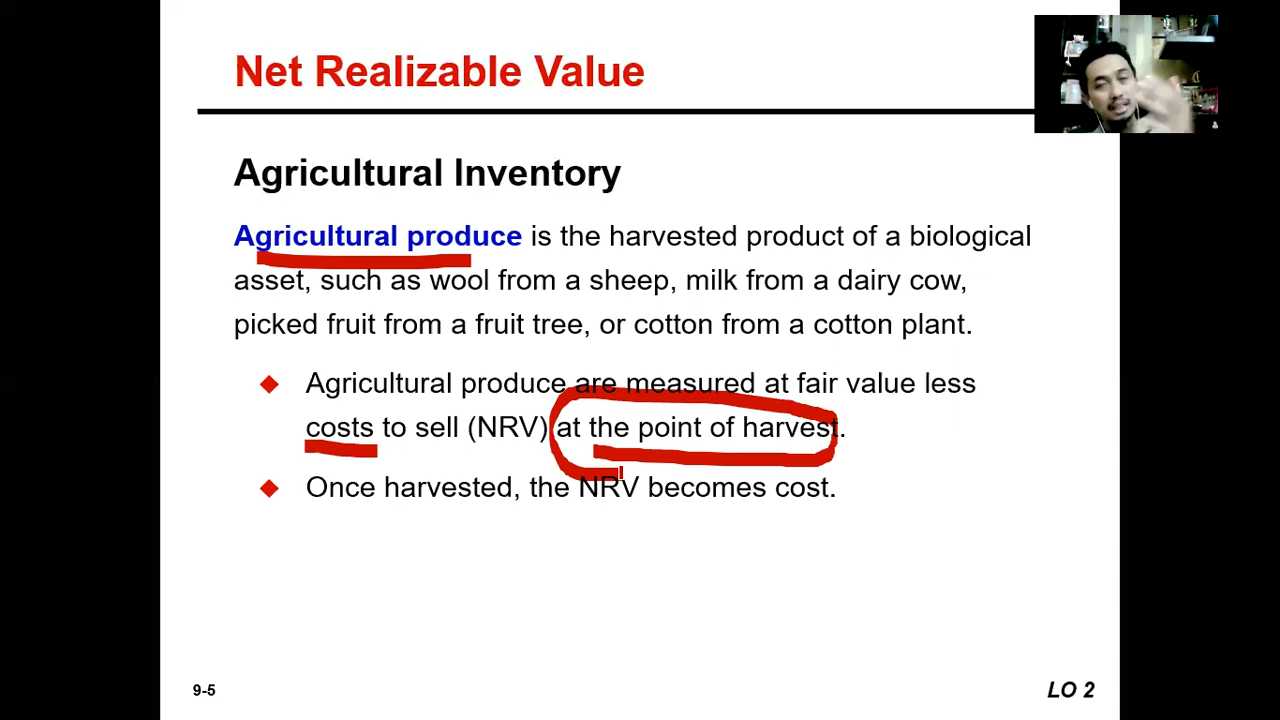 Net Realizable Value
Agricultural Inventory
Agricultural produce is the harvested product of a biological
asset, such as wool from a sheep, milk from a dairy cow,
picked fruit from a fruit tree, or cotton from a cotton plant.
Agricultural produce are measured at fair value less
costs to sell (NRV) at the point of harvest.
Once harvested, the NRV becomes cost.
9-5
LO 2